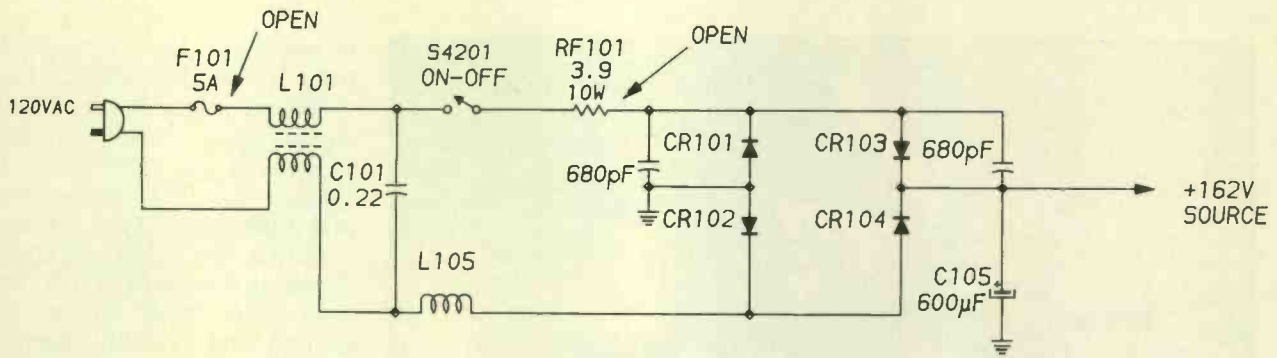 OPEN
F101
5A
L101
120VAC
S4201
ON-OFF
RF101
3.9
10W
OPEN
C101
0.22
680pF
CR101
CR102
CR103
CR104
680pF
+162V
SOURCE
L105
C105
+
600µF